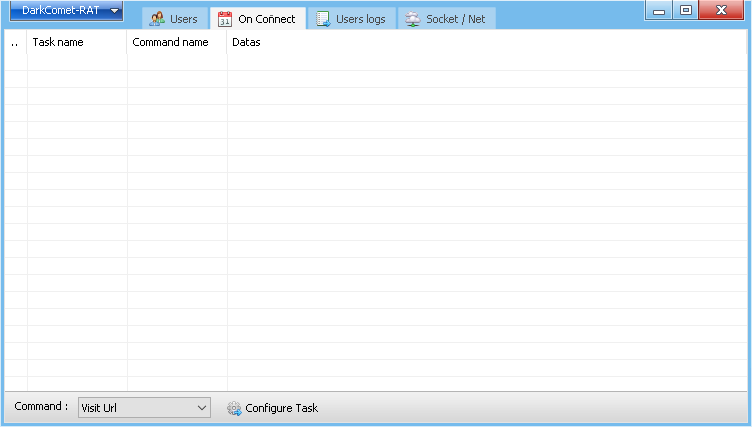 DarkComet-RAT Users On Connect Users logs Socket / Net
.. Task name Command name Datas
Command : Visit Url Configure Task